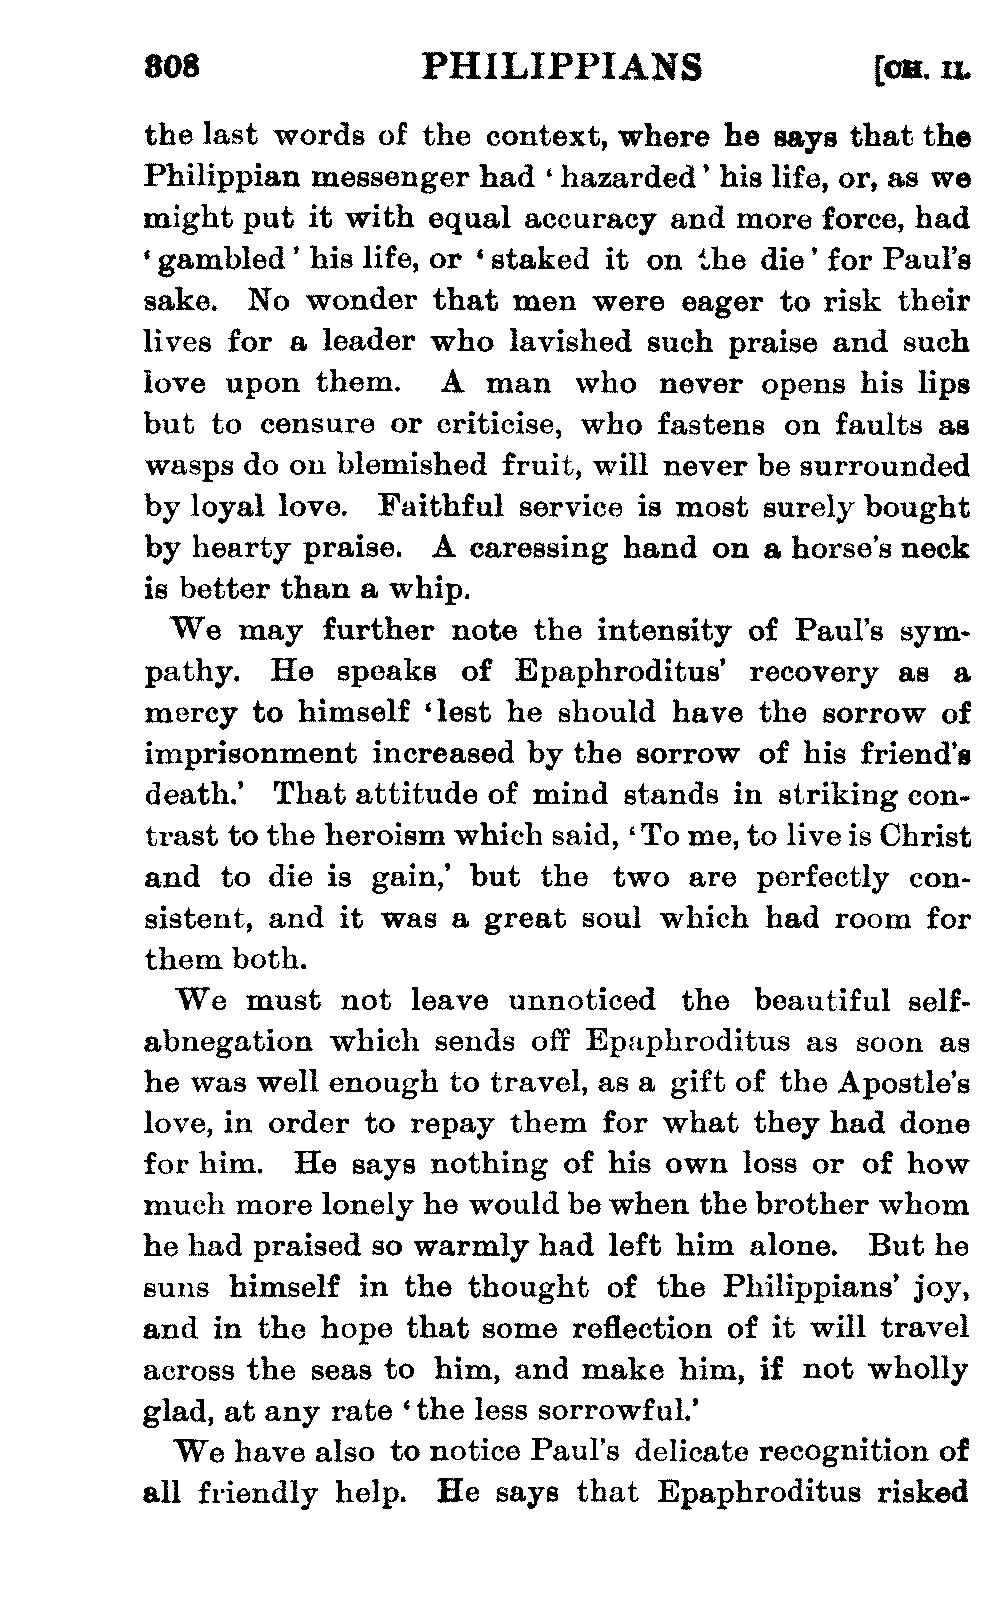 308 PHILIPPIANS [CH. II.
the last words of the context, where he says that the
Philippian messenger had ‘hazarded’ his life, or, as we
might put it with equal accuracy and more force, had
‘gambled’ his life, or ‘staked it on the die’ for Paul’s
sake. No wonder that men were eager to risk their
lives for a leader who lavished such praise and such
love upon them. A man who never opens his lips
but to censure or criticise, who fastens on faults as
wasps do on blemished fruit, will never be surrounded
by loyal love. Faithful service is most surely bought
by hearty praise. A caressing hand on a horse’s neck
is better than a whip.
We may further note the intensity of Paul’s sym-
pathy. He speaks of Epaphroditus’ recovery as a
mercy to himself ‘lest he should have the sorrow of
imprisonment increased by the sorrow of his friend’s
death.’ That attitude of mind stands in striking con-
trast to the heroism which said, ‘To me, to live is Christ
and to die is gain,’ but the two are perfectly con-
sistent, and it was a great soul which had room for
them both.
We must not leave unnoticed the beautiful self-
abnegation which sends off Epaphroditus as soon as
he was well enough to travel, as a gift of the Apostle’s
love, in order to repay them for what they had done
for him. He says nothing of his own loss or of how
much more lonely he would be when the brother whom
he had praised so warmly had left him alone. But he
suns himself in the thought of the Philippians’ joy,
and in the hope that some reflection of it will travel
across the seas to him, and make him, if not wholly
glad, at any rate ‘the less sorrowful.’
We have also to notice Paul’s delicate recognition of
all friendly help. He says that Epaphroditus risked